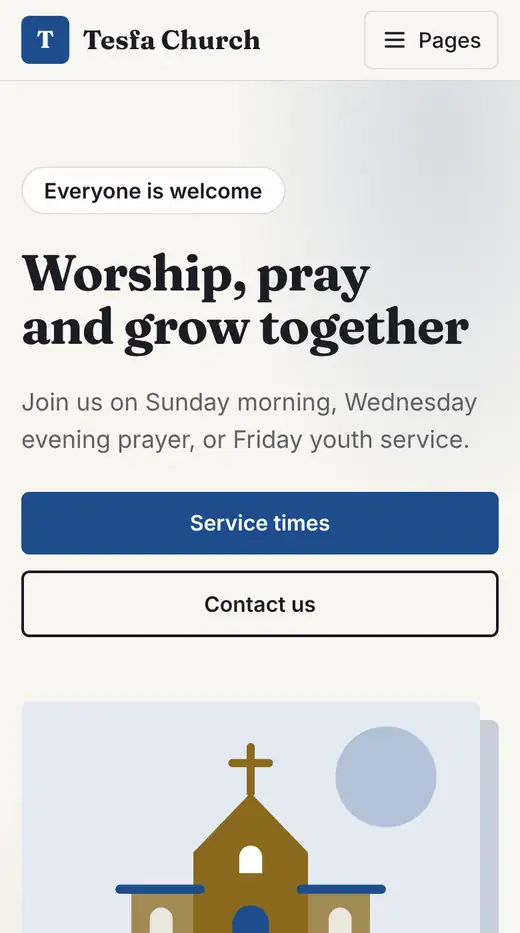 T
Tesfa Church
Pages
Everyone is welcome
Worship, pray
and grow together
Join us on Sunday morning, Wednesday
evening prayer, or Friday youth service.
Service times
Contact us